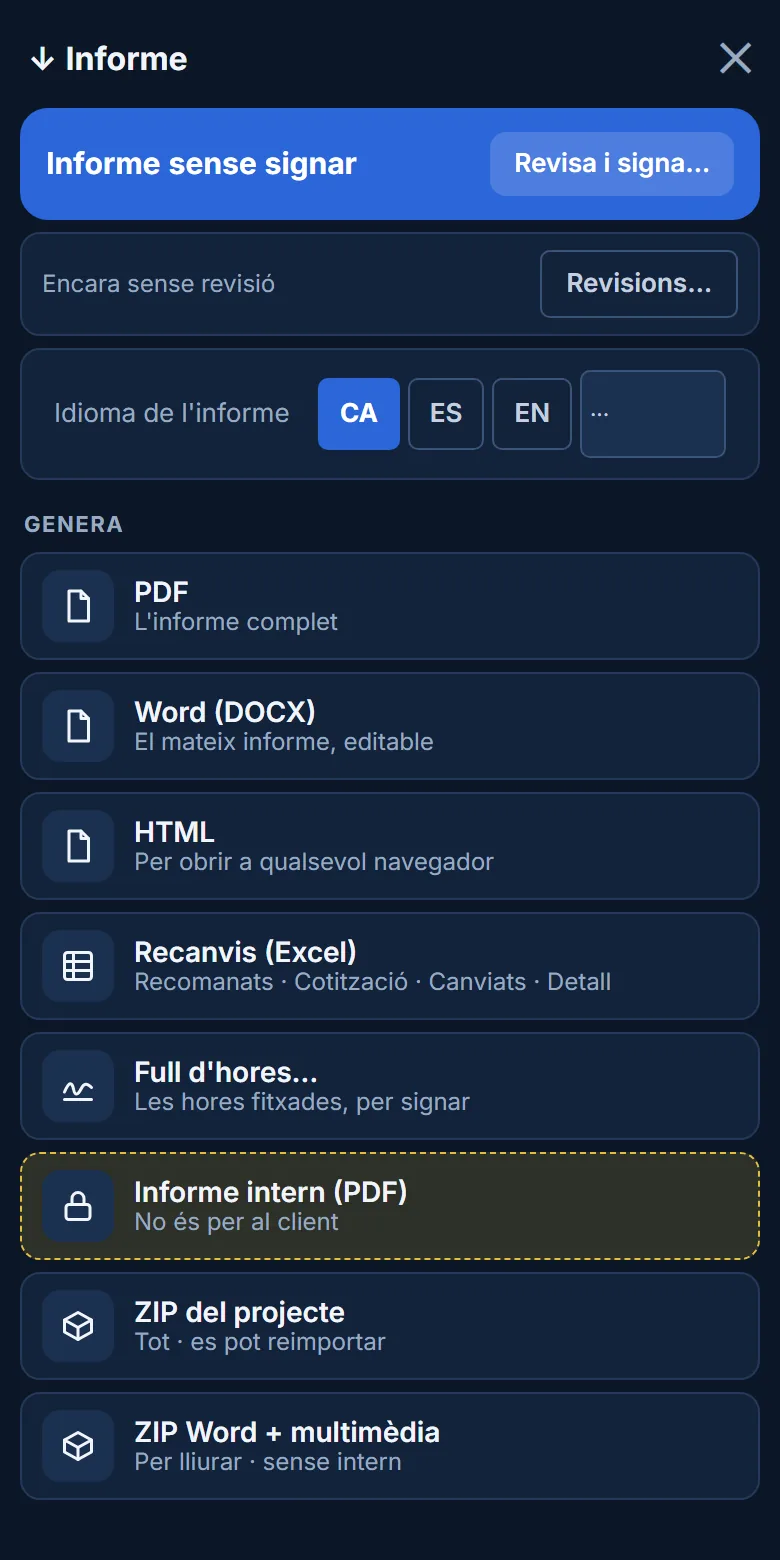 ↓ Informe
Informe sense signar
Revisa i signa...
Encara sense revisió
Revisions...
Idioma de l'informe
CA
ES
EN
...
GENERA
PDF
L'informe complet
Word (DOCX)
El mateix informe, editable
HTML
Per obrir a qualsevol navegador
Recanvis (Excel)
Recomanats · Cotització · Canviats · Detall
Full d'hores...
Les hores fitxades, per signar
Informe intern (PDF)
No és per al client
ZIP del projecte
Tot · es pot reimportar
ZIP Word + multimèdia
Per lliurar · sense intern